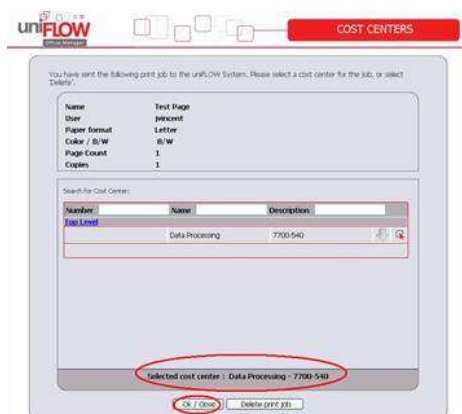 uniFLOW
Office Manager
COST CENTERS
You have sent the following print job to the uniFLOW System. Please select a cost center for the job, or select
'Delete'.
Name Test Page
User jvincent
Paper format Letter
Color / B/W B/W
Page Count 1
Copies 1
Search for Cost Center:
Number Name Description
Top Level
Data Processing 7700-540
Selected cost center : Data Processing - 7700-540
Ok / Close Delete print job